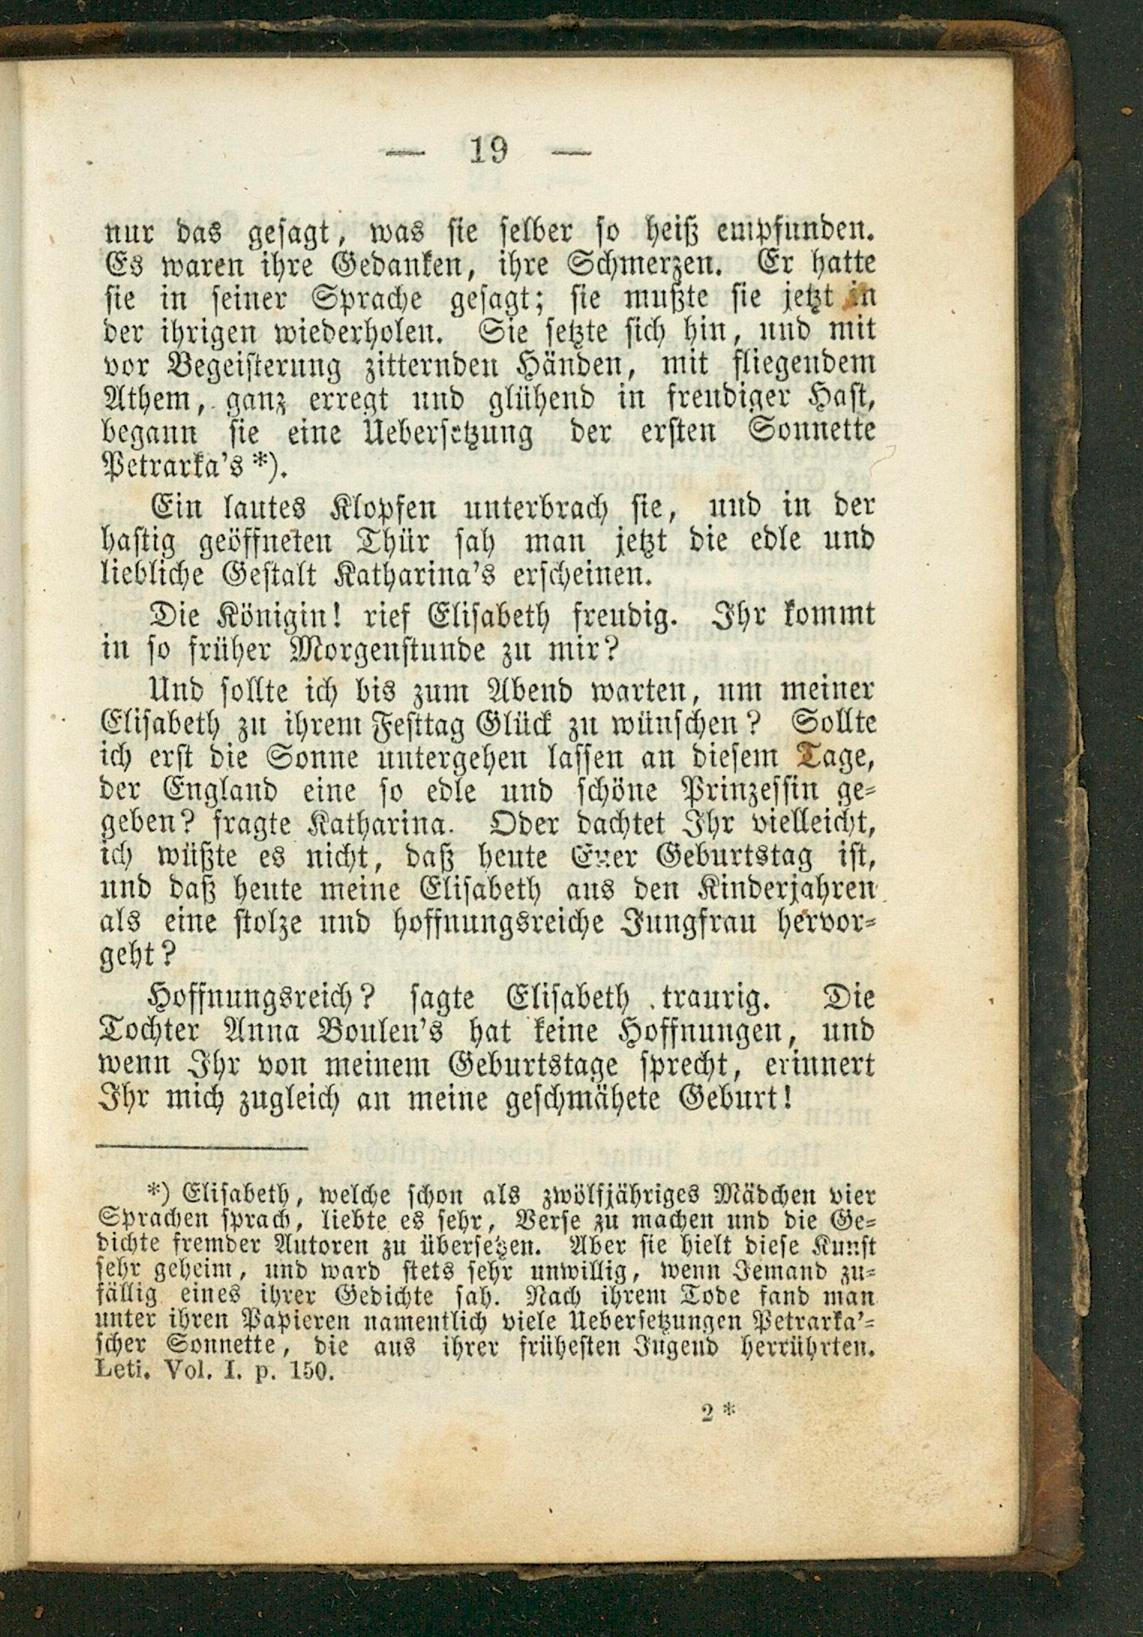 — 19 —
nur das gesagt, was sie selber so heiß empfunden.
Es waren ihre Gedanken, ihre Schmerzen. Er hatte
sie in seiner Sprache gesagt; sie mußte sie jetzt in
der ihrigen wiederholen. Sie setzte sich hin, und mit
vor Begeisterung zitternden Händen, mit fliegendem
Athem, ganz erregt und glühend in freudiger Hast,
begann sie eine Uebersetzung der ersten Sonnette
Petrarka's *).
Ein lautes Klopfen unterbrach sie, und in der
hastig geöffneten Thür sah man jetzt die edle und
liebliche Gestalt Katharina's erscheinen.
Die Königin! rief Elisabeth freudig. Ihr kommt
in so früher Morgenstunde zu mir?
Und sollte ich bis zum Abend warten, um meiner
Elisabeth zu ihrem Festtag Glück zu wünschen? Sollte
ich erst die Sonne untergehen lassen an diesem Tage,
der England eine so edle und schöne Prinzessin ge-
geben? fragte Katharina. Oder dachtet Ihr vielleicht,
ich wüßte es nicht, daß heute Euer Geburtstag ist,
und daß heute meine Elisabeth aus den Kinderjahren
als eine stolze und hoffnungsreiche Jungfrau hervor-
geht?
Hoffnungsreich? sagte Elisabeth traurig. Die
Tochter Anna Boulen's hat keine Hoffnungen, und
wenn Ihr von meinem Geburtstage sprecht, erinnert
Ihr mich zugleich an meine geschmähete Geburt!
*) Elisabeth, welche schon als zwölfjähriges Mädchen vier
Sprachen sprach, liebte es sehr, Verse zu machen und die Ge-
dichte fremder Autoren zu übersetzen. Aber sie hielt diese Kunst
sehr geheim, und ward stets sehr unwillig, wenn Jemand zu-
fällig eines ihrer Gedichte sah. Nach ihrem Tode fand man
unter ihren Papieren namentlich viele Uebersetzungen Petrarka'-
scher Sonnette, die aus ihrer frühesten Jugend herrührten.
Leti. Vol. I. p. 150.
2*